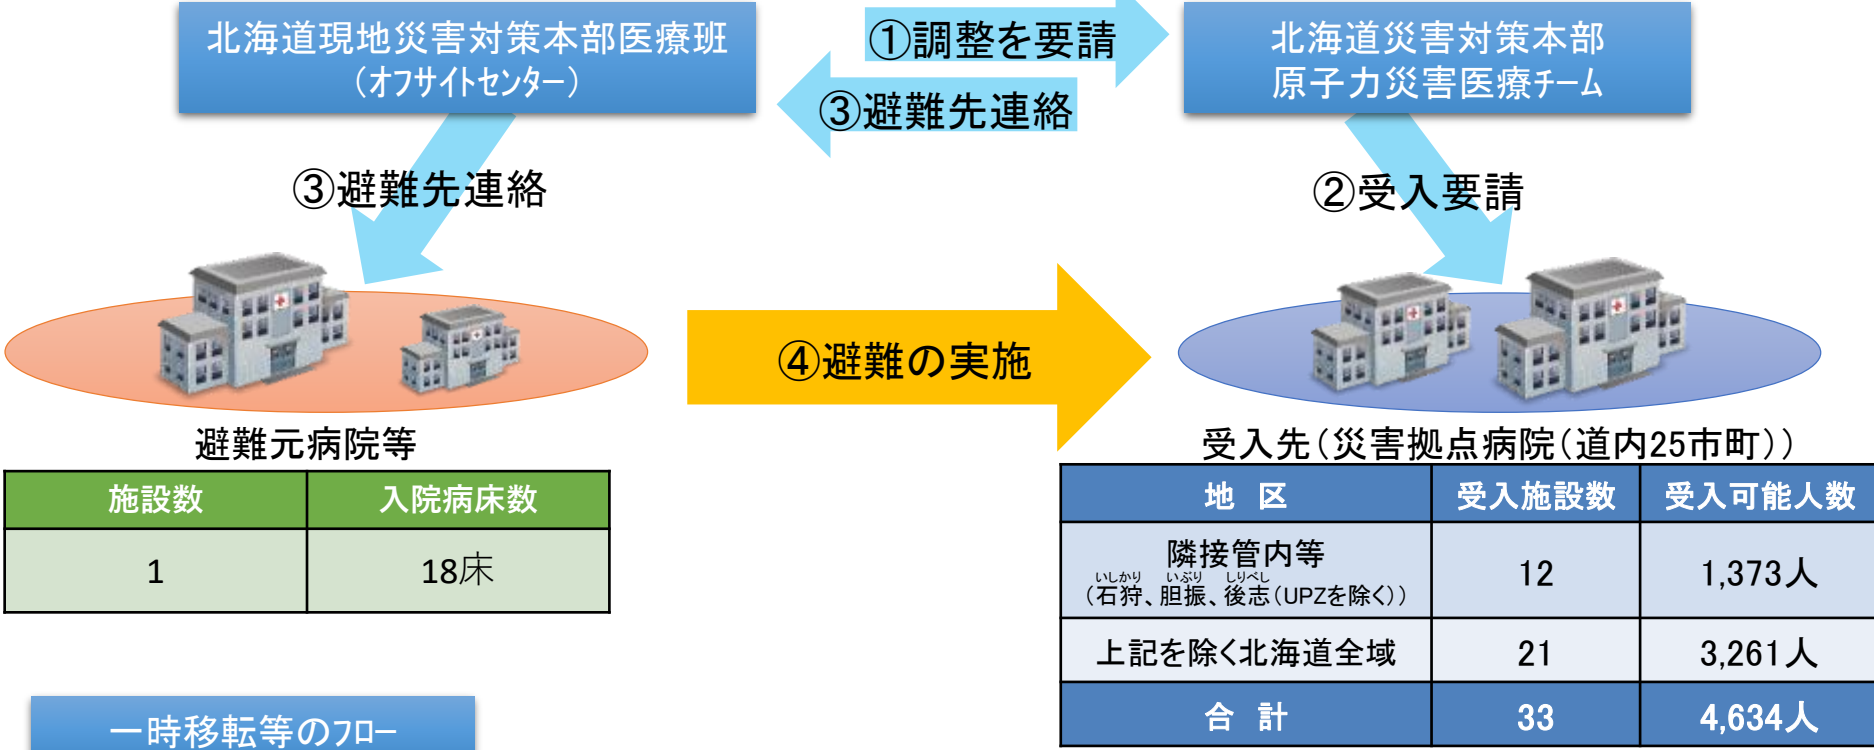 北海道現地災害対策本部医療班
（オフサイトセンター）
①調整を要請
③避難先連絡
北海道災害対策本部
原子力災害医療チーム
③避難先連絡
②受入要請
④避難の実施
避難元病院等
施設数 入院病床数
1 18床
受入先（災害拠点病院（道内25市町））
地 区 受入施設数 受入可能人数
隣接管内等 12 1,373人
いしかり いぶり しりべし
（石狩、胆振、後志（UPZを除く））
上記を除く北海道全域 21 3,261人
合 計 33 4,634人
一時移転等のフロー